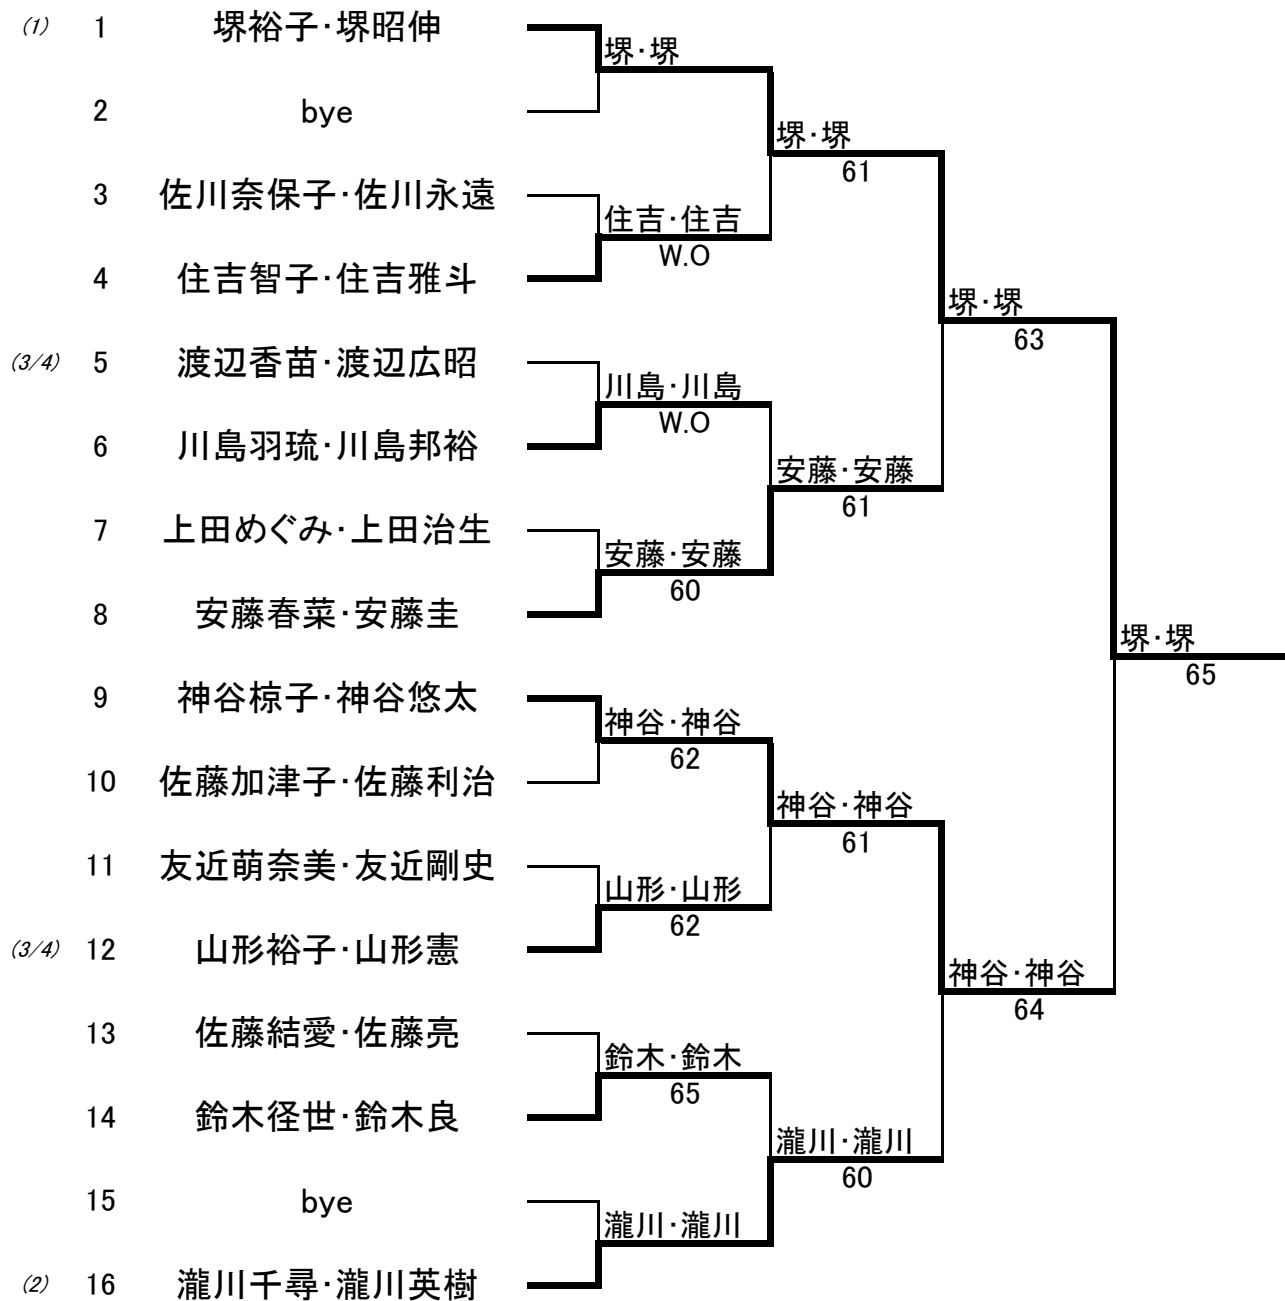 (1) 1 堺裕子・堺昭伸
堺・堺
2 bye
堺・堺
61
3 佐川奈保子・佐川永遠
住吉・住吉
W.O
4 住吉智子・住吉雅斗
堺・堺
63
(3/4) 5 渡辺香苗・渡辺広昭
川島・川島
W.O
6 川島羽琉・川島邦裕
安藤・安藤
61
7 上田めぐみ・上田治生
安藤・安藤
60
8 安藤春菜・安藤圭
堺・堺
65
9 神谷椋子・神谷悠太
神谷・神谷
62
10 佐藤加津子・佐藤利治
神谷・神谷
61
11 友近萌奈美・友近剛史
山形・山形
62
(3/4) 12 山形裕子・山形憲
神谷・神谷
64
13 佐藤結愛・佐藤亮
鈴木・鈴木
65
14 鈴木径世・鈴木良
瀧川・瀧川
60
15 bye
瀧川・瀧川
(2) 16 瀧川千尋・瀧川英樹